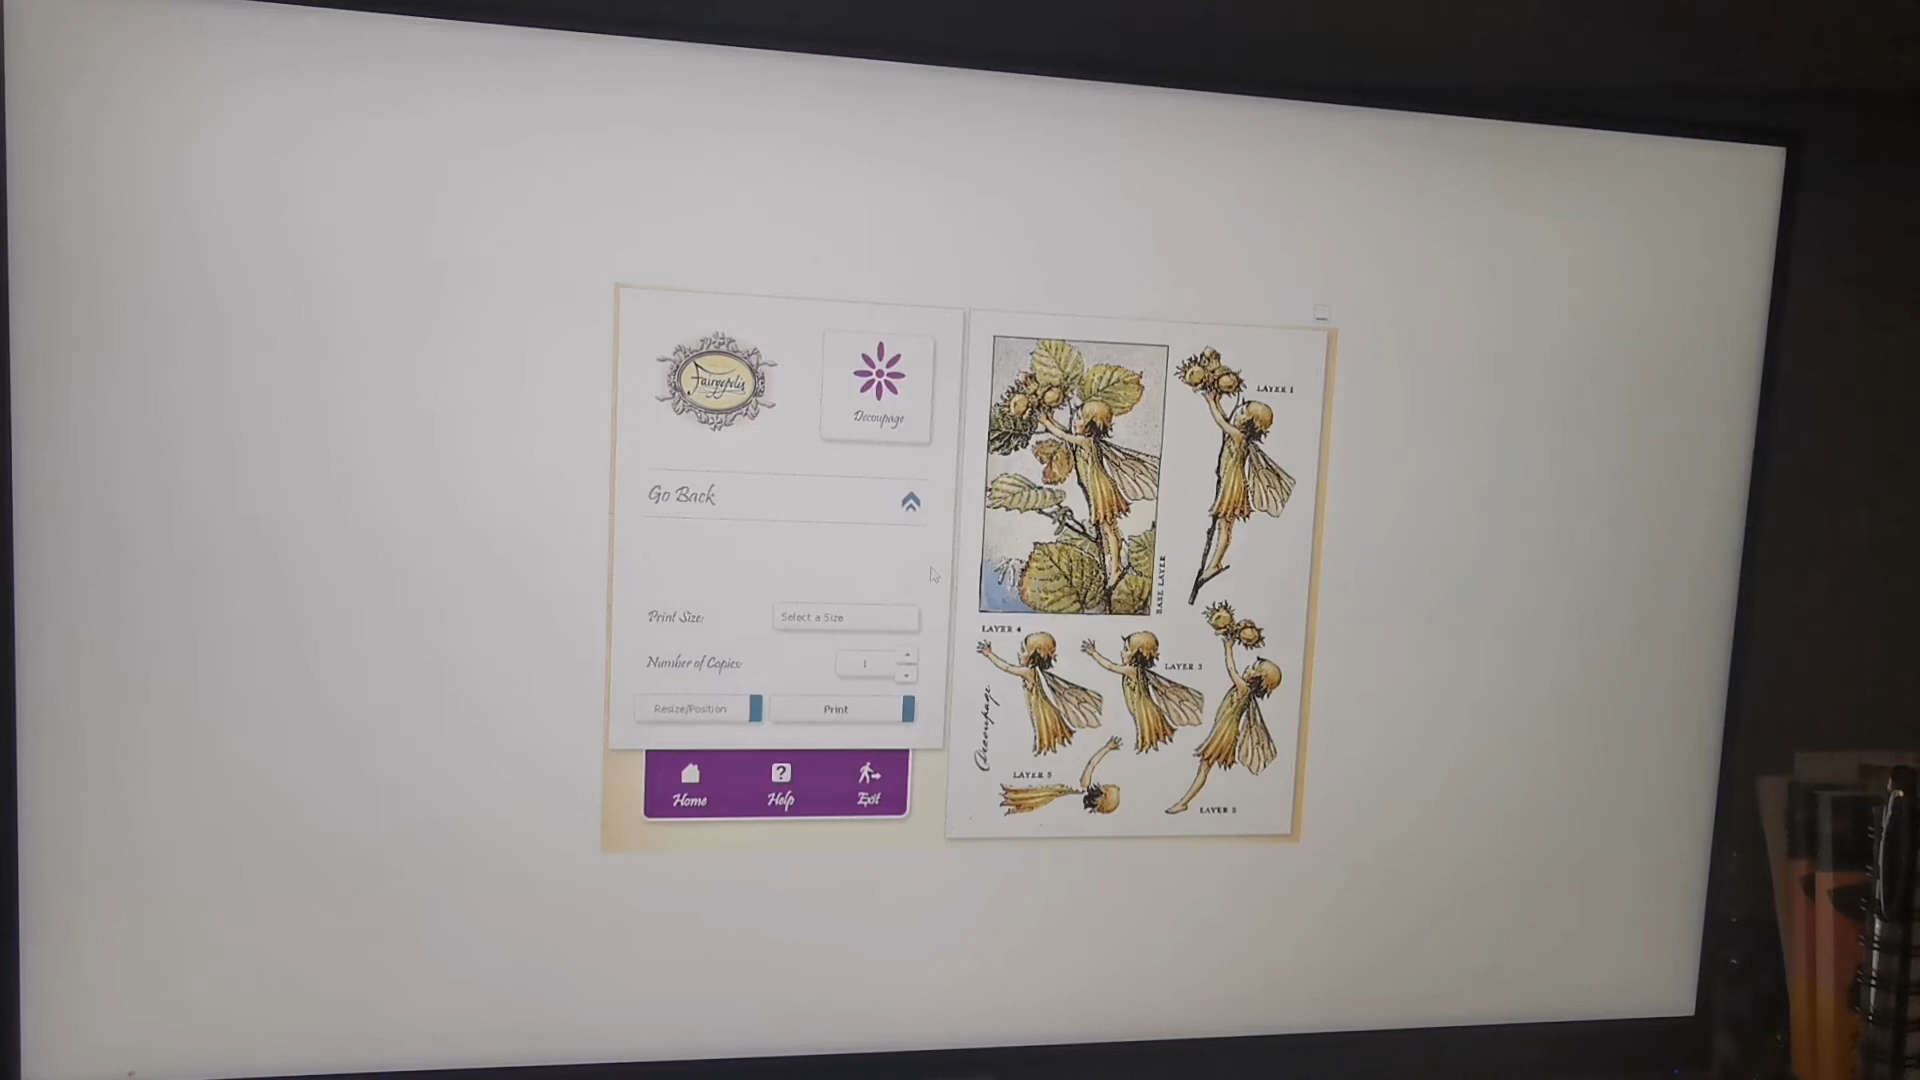 Fairyopolis
Decoupage
Go Back
Print Size:
Select a Size
Number of Copies:
1
Resize/Position
Print
Home
Help
Exit
LAYER 1
BASE LAYER
LAYER 4
LAYER 3
Decoupage
LAYER 5
LAYER 2